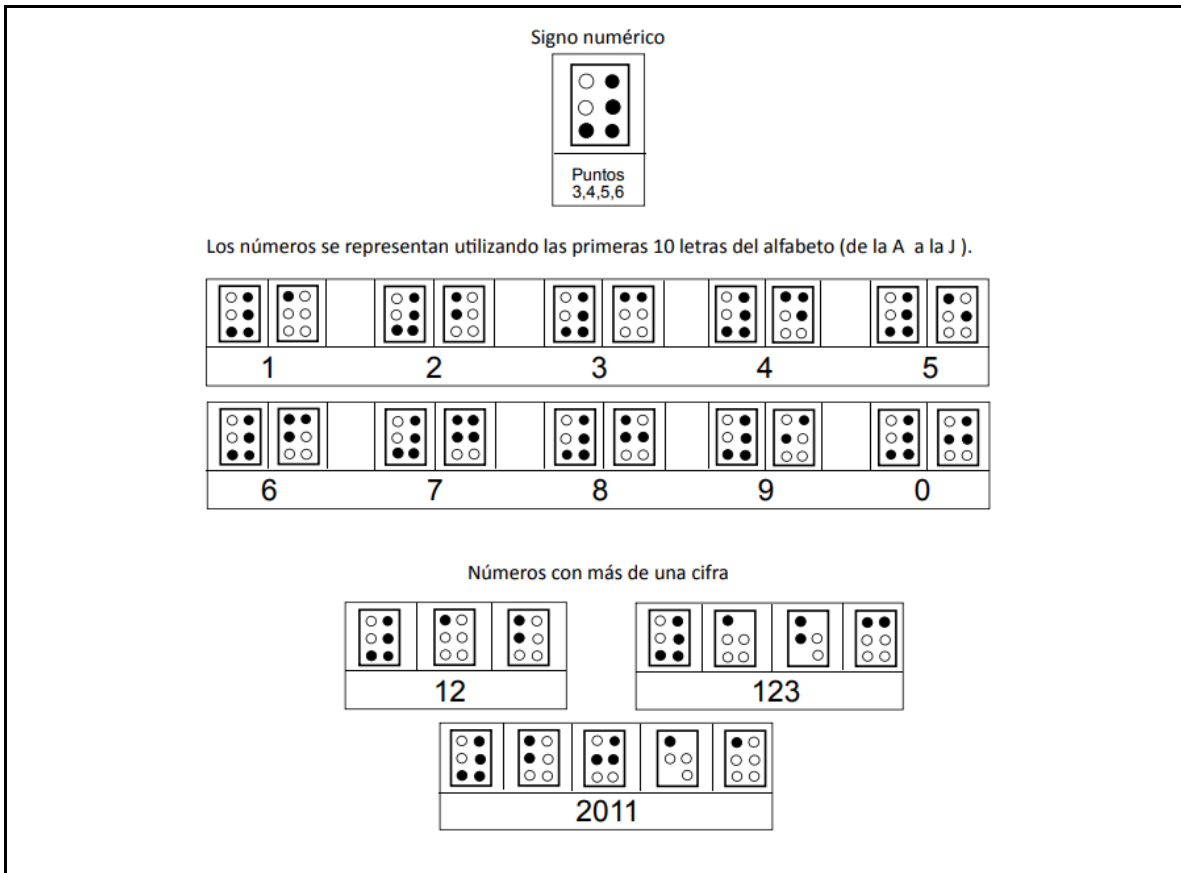 Signo numérico
Puntos
3,4,5,6
Los números se representan utilizando las primeras 10 letras del alfabeto (de la A a la J ).
1 2 3 4 5
6 7 8 9 0
Números con más de una cifra
12 123
2011